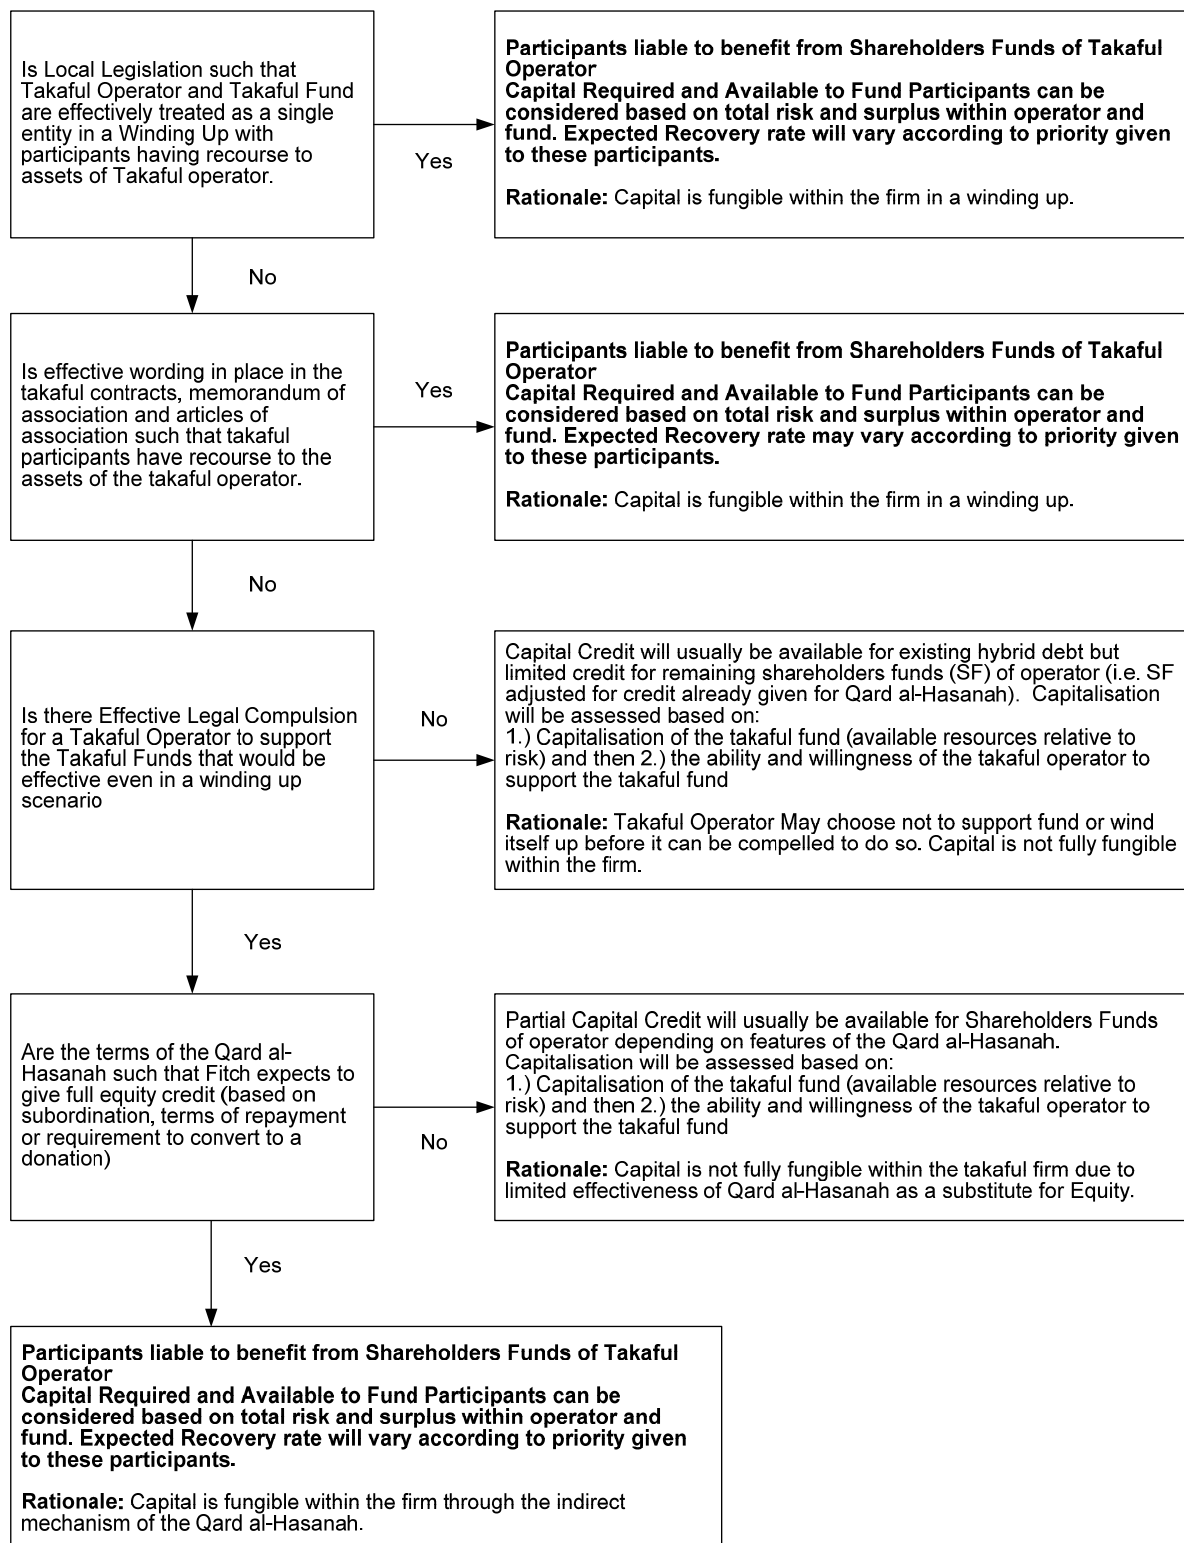 Is Local Legislation such that
Takaful Operator and Takaful Fund
are effectively treated as a single
entity in a Winding Up with
participants having recourse to
assets of Takaful operator.
Yes
Participants liable to benefit from Shareholders Funds of Takaful
Operator
Capital Required and Available to Fund Participants can be
considered based on total risk and surplus within operator and
fund. Expected Recovery rate will vary according to priority given
to these participants.
Rationale: Capital is fungible within the firm in a winding up.
No
Is effective wording in place in the
takaful contracts, memorandum of
association and articles of
association such that takaful
participants have recourse to the
assets of the takaful operator.
Yes
Participants liable to benefit from Shareholders Funds of Takaful
Operator
Capital Required and Available to Fund Participants can be
considered based on total risk and surplus within operator and
fund. Expected Recovery rate may vary according to priority given
to these participants.
Rationale: Capital is fungible within the firm in a winding up.
No
Is there Effective Legal Compulsion
for a Takaful Operator to support
the Takaful Funds that would be
effective even in a winding up
scenario
No
Capital Credit will usually be available for existing hybrid debt but
limited credit for remaining shareholders funds (SF) of operator (i.e. SF
adjusted for credit already given for Qard al-Hasanah).  Capitalisation
will be assessed based on:
1.) Capitalisation of the takaful fund (available resources relative to
risk) and then 2.) the ability and willingness of the takaful operator to
support the takaful fund
Rationale: Takaful Operator May choose not to support fund or wind
itself up before it can be compelled to do so. Capital is not fully fungible
within the firm.
Yes
Are the terms of the Qard al-
Hasanah such that Fitch expects to
give full equity credit (based on
subordination, terms of repayment
or requirement to convert to a
donation)
No
Partial Capital Credit will usually be available for Shareholders Funds
of operator depending on features of the Qard al-Hasanah.
Capitalisation will be assessed based on:
1.) Capitalisation of the takaful fund (available resources relative to
risk) and then 2.) the ability and willingness of the takaful operator to
support the takaful fund
Rationale: Capital is not fully fungible within the takaful firm due to
limited effectiveness of Qard al-Hasanah as a substitute for Equity.
Yes
Participants liable to benefit from Shareholders Funds of Takaful
Operator
Capital Required and Available to Fund Participants can be
considered based on total risk and surplus within operator and
fund. Expected Recovery rate will vary according to priority given
to these participants.
Rationale: Capital is fungible within the firm through the indirect
mechanism of the Qard al-Hasanah.